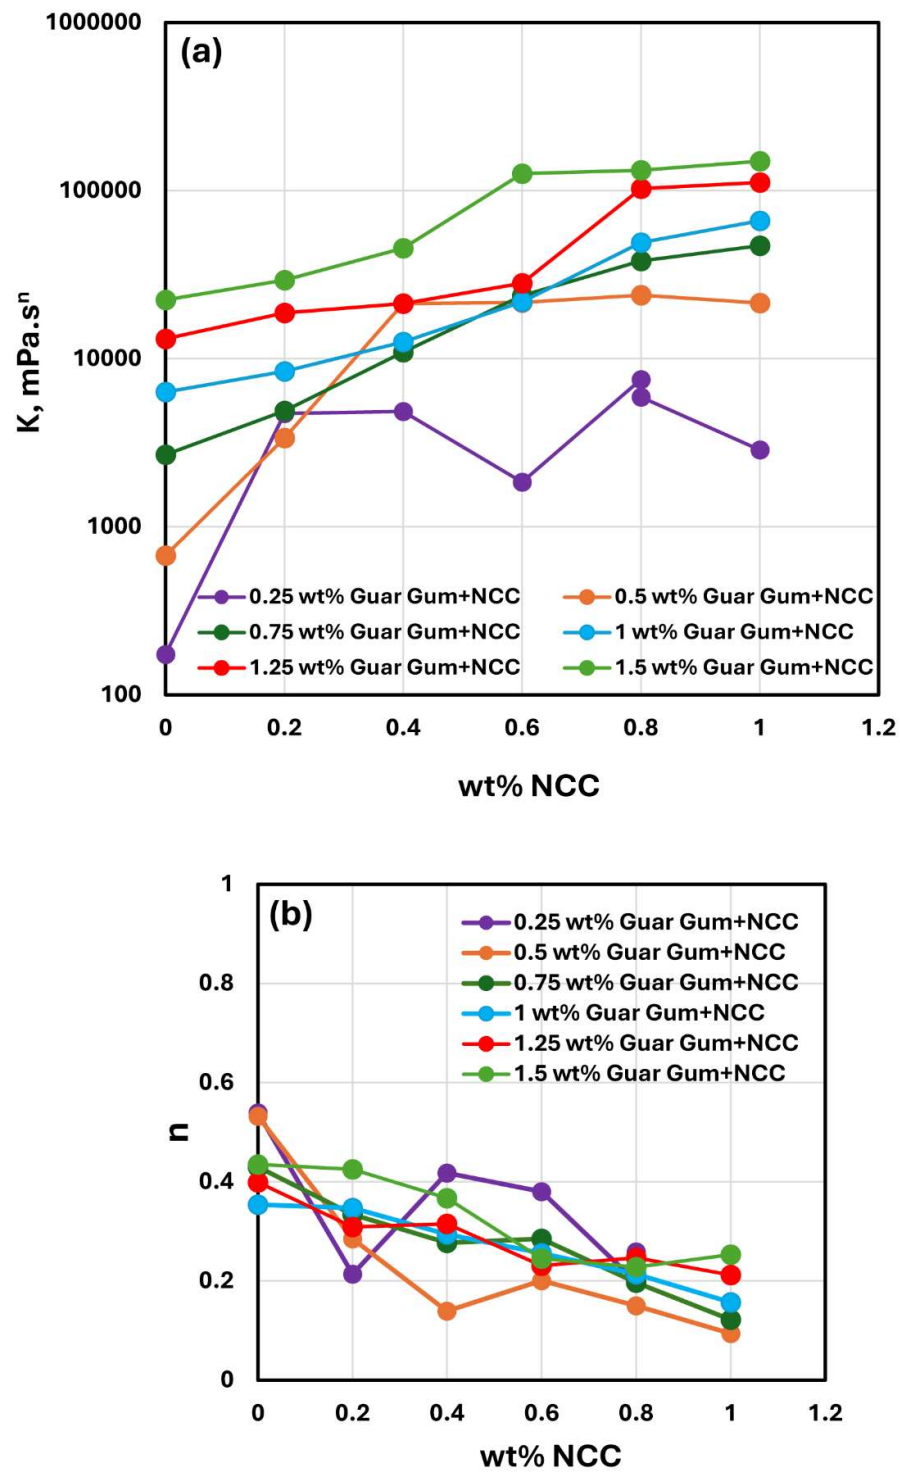 1000000
(a)
100000
10000
1000
100
K, mPa.sⁿ
0.25 wt% Guar Gum+NCC 0.5 wt% Guar Gum+NCC
0.75 wt% Guar Gum+NCC 1 wt% Guar Gum+NCC
1.25 wt% Guar Gum+NCC 1.5 wt% Guar Gum+NCC
0 0.2 0.4 0.6 0.8 1 1.2
wt% NCC
1
(b)
0.8
0.6
0.4
0.2
0
n
0.25 wt% Guar Gum+NCC
0.5 wt% Guar Gum+NCC
0.75 wt% Guar Gum+NCC
1 wt% Guar Gum+NCC
1.25 wt% Guar Gum+NCC
1.5 wt% Guar Gum+NCC
0 0.2 0.4 0.6 0.8 1 1.2
wt% NCC